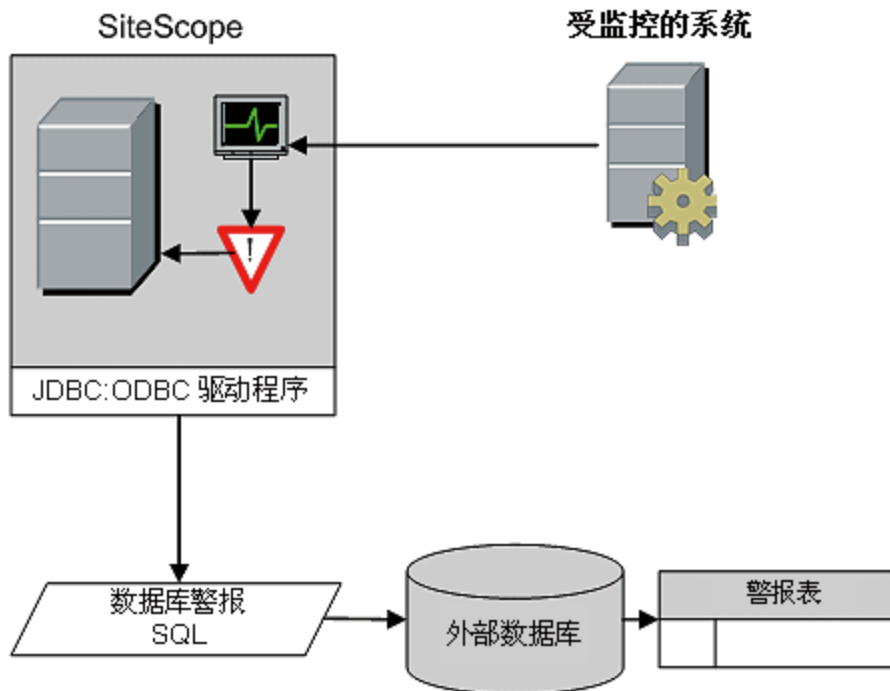 SiteScope
受监控的系统
!
JDBC:ODBC 驱动程序
数据库警报
SQL
外部数据库
警报表